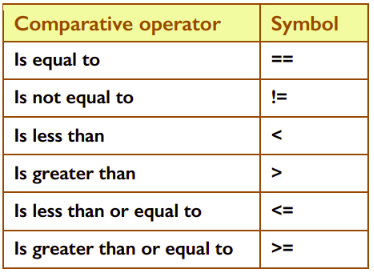 Comparative operator Symbol
Is equal to ==
Is not equal to !=
Is less than <
Is greater than >
Is less than or equal to <=
Is greater than or equal to >=